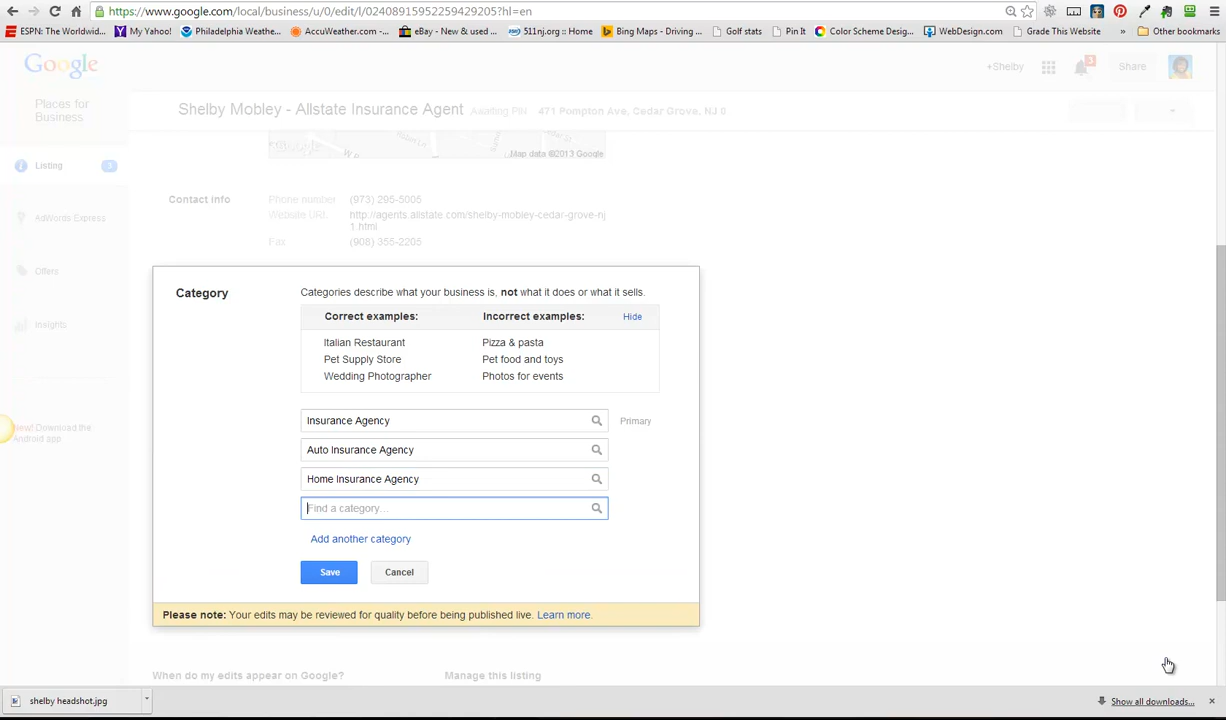 https://www.google.com/local/business/u/0/edit/l/02408915952259429205?hl=en
ESPN: The Worldwid... Yahoo! My Yahoo! Philadelphia Weathe... AccuWeather.com -... eBay - New & used ... 511nj.org :: Home Bing Maps - Driving ... Golf stats Pin It Color Scheme Desig... WebDesign.com Grade This Website » Other bookmarks
Google
+Shelby 3 Share
Places for
Business
Shelby Mobley - Allstate Insurance Agent Awaiting PIN 471 Pompton Ave, Cedar Grove, NJ 0
Map data ©2013 Google
Listing 3
Contact info Phone number (973) 295-5005
Website URL http://agents.allstate.com/shelby-mobley-cedar-grove-nj
1.html
Fax (908) 355-2205
AdWords Express
Offers
Insights
New! Download the
Android app
Category
Categories describe what your business is, not what it does or what it sells.
Correct examples: Incorrect examples: Hide
Italian Restaurant Pizza & pasta
Pet Supply Store Pet food and toys
Wedding Photographer Photos for events
Insurance Agency Primary
Auto Insurance Agency
Home Insurance Agency
Find a category...
Add another category
Save Cancel
Please note: Your edits may be reviewed for quality before being published live. Learn more.
When do my edits appear on Google? Manage this listing
shelby headshot.jpg Show all downloads...